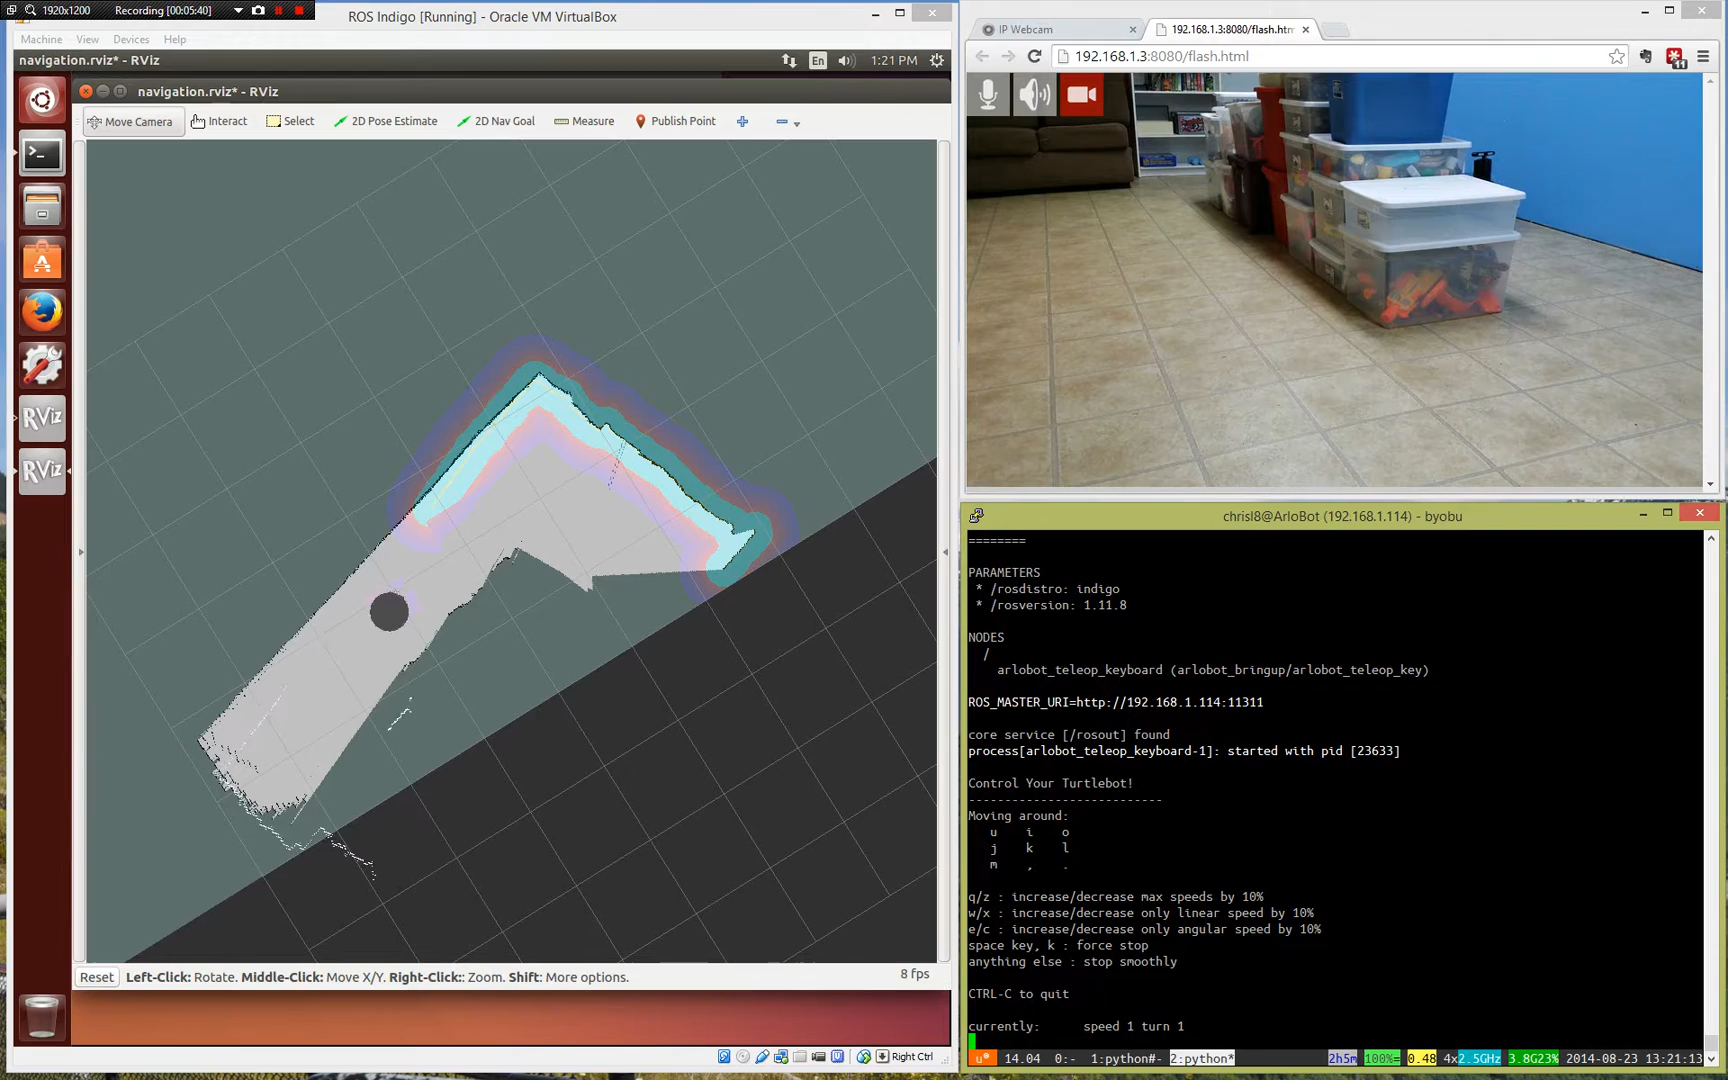 1920x1200 Recording [00:05:40]
ROS Indigo [Running] - Oracle VM VirtualBox
Machine View Devices Help
navigation.rviz* - RViz
En
1:21 PM
navigation.rviz* - RViz
Move Camera Interact Select 2D Pose Estimate 2D Nav Goal Measure Publish Point
RViz
RViz
Reset Left-Click: Rotate. Middle-Click: Move X/Y. Right-Click:: Zoom. Shift: More options.
8 fps
Right Ctrl
IP Webcam
192.168.1.3:8080/flash.htm
192.168.1.3:8080/flash.html
11
chrisl8@ArloBot (192.168.1.114) - byobu
========
PARAMETERS
* /rosdistro: indigo
* /rosversion: 1.11.8
NODES
/
arlobot_teleop_keyboard (arlobot_bringup/arlobot_teleop_key)
ROS_MASTER_URI=http://192.168.1.114:11311
core service [/rosout] found
process[arlobot_teleop_keyboard-1]: started with pid [23633]
Control Your Turtlebot!
---------------------------
Moving around:
u i o
j k l
m , .
q/z : increase/decrease max speeds by 10%
w/x : increase/decrease only linear speed by 10%
e/c : increase/decrease only angular speed by 10%
space key, k : force stop
anything else : stop smoothly
CTRL-C to quit
currently: speed 1 turn 1
u* 14.04 0:- 1:python#- 2:python* 2h5m 100%= 0.48 4x2.5GHz 3.8G23% 2014-08-23 13:21:13